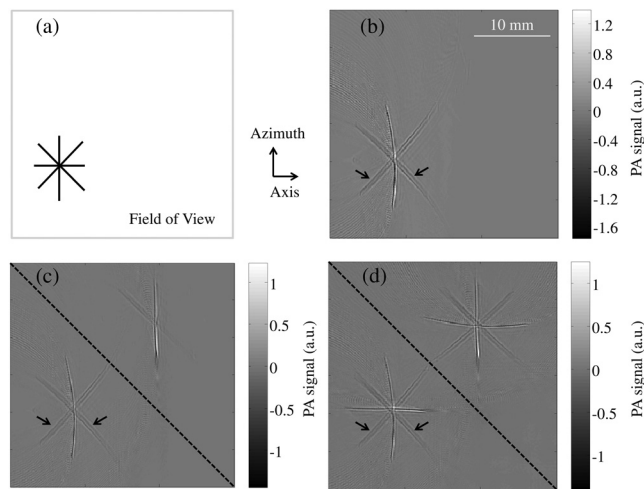 (a)
Field of View
Azimuth
Axis
(b)
10 mm
1.2
0.8
0.4
0
-0.4
-0.8
-1.2
-1.6
PA signal (a.u.)
(c)
1
0.5
0
-0.5
-1
PA signal (a.u.)
(d)
1
0.5
0
-0.5
-1
PA signal (a.u.)